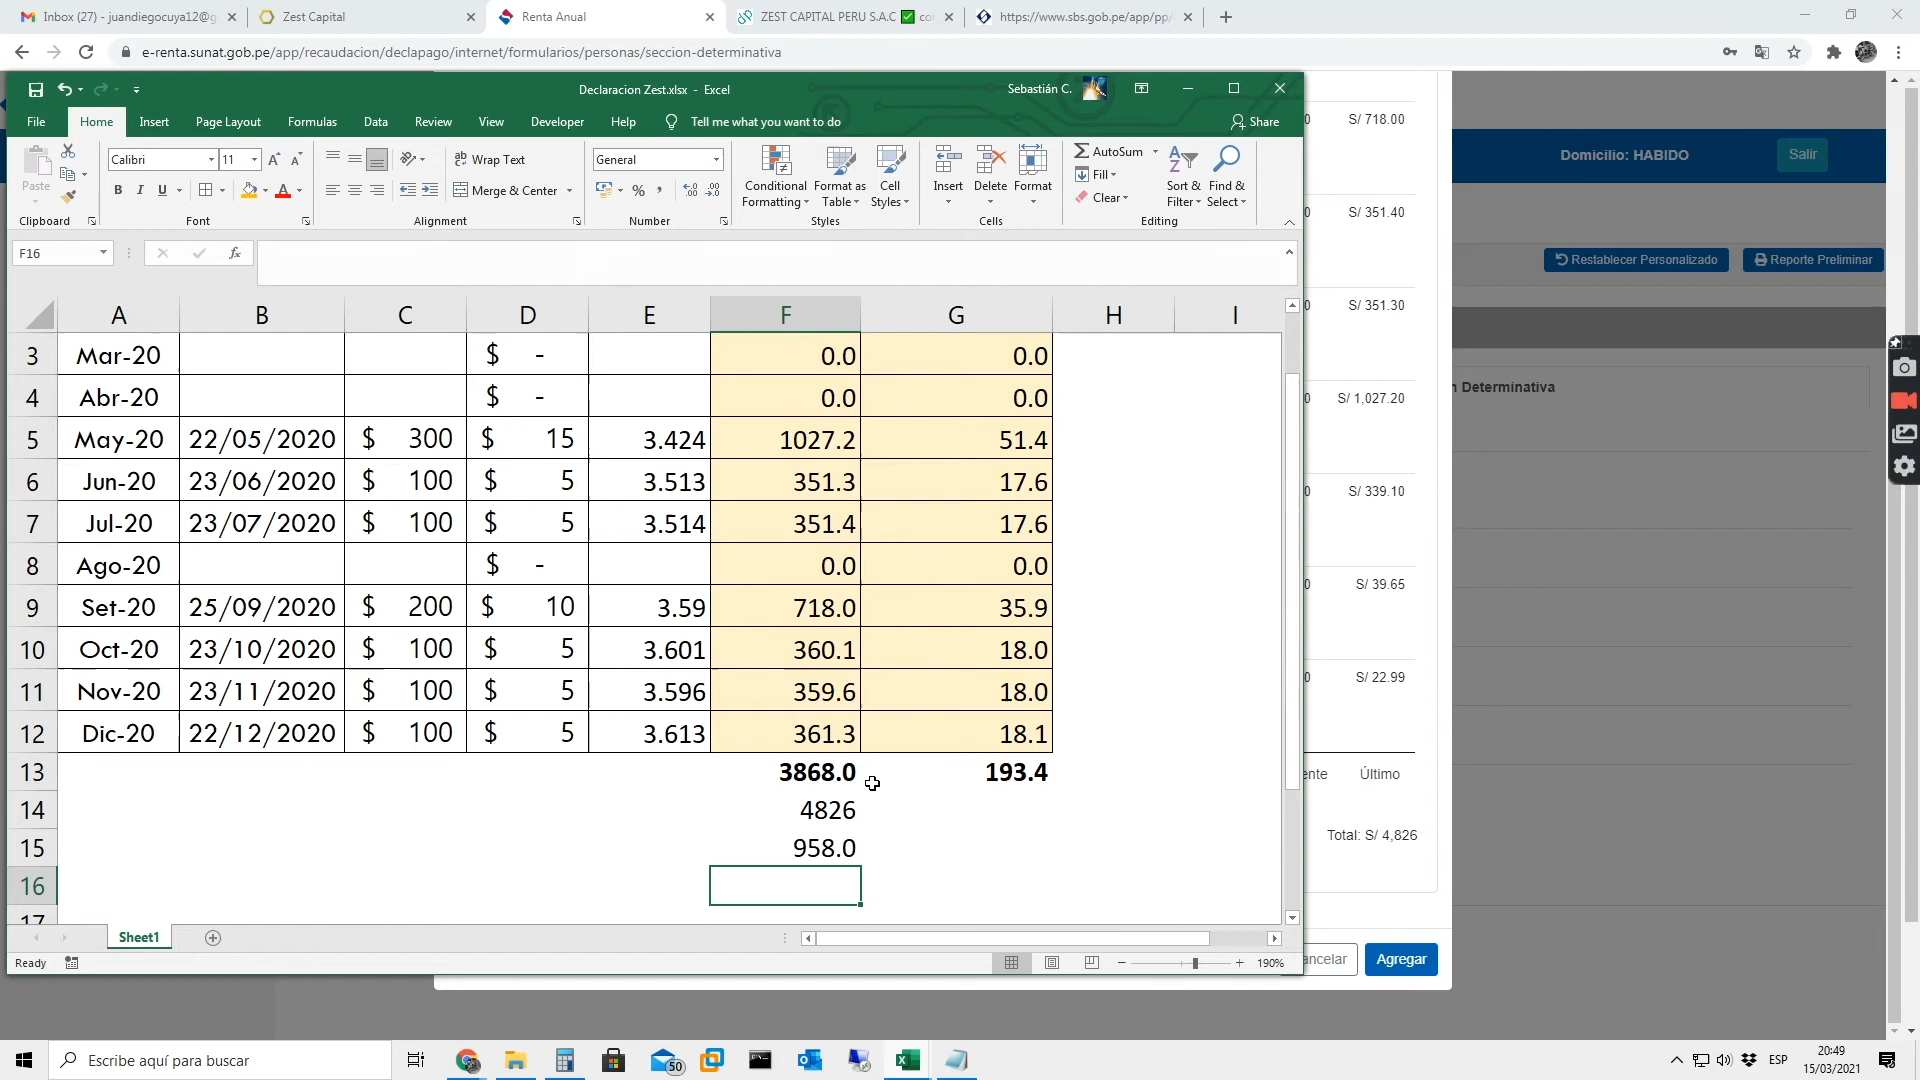 Inbox (27) - juandiegocuya12@g
Zest Capital
Renta Anual
ZEST CAPITAL PERU S.A.C ✅ co
https://www.sbs.gob.pe/app/pp/
e-renta.sunat.gob.pe/app/recaudacion/declapago/internet/formularios/personas/seccion-determinativa
Declaracion Zest.xlsx - Excel
Sebastián C.
File Home Insert Page Layout Formulas Data Review View Developer Help Tell me what you want to do Share
Paste
Calibri 11
Wrap Text
Merge & Center
General
Conditional Formatting
Format as Table
Cell Styles
Insert Delete Format
AutoSum
Fill
Clear
Sort & Filter
Find & Select
Clipboard Font Alignment Number Styles Cells Editing
F16 fx
A B C D E F G H I
3 Mar-20 $ - 0.0 0.0
4 Abr-20 $ - 0.0 0.0
5 May-20 22/05/2020 $ 300 $ 15 3.424 1027.2 51.4
6 Jun-20 23/06/2020 $ 100 $ 5 3.513 351.3 17.6
7 Jul-20 23/07/2020 $ 100 $ 5 3.514 351.4 17.6
8 Ago-20 $ - 0.0 0.0
9 Set-20 25/09/2020 $ 200 $ 10 3.59 718.0 35.9
10 Oct-20 23/10/2020 $ 100 $ 5 3.601 360.1 18.0
11 Nov-20 23/11/2020 $ 100 $ 5 3.596 359.6 18.0
12 Dic-20 22/12/2020 $ 100 $ 5 3.613 361.3 18.1
13 3868.0 193.4
14 4826
15 958.0
16
17
Sheet1
Ready
190%
0 S/ 718.00
0 S/ 351.40
0 S/ 351.30
0 S/ 1,027.20
0 S/ 339.10
0 S/ 39.65
0 S/ 22.99
ente Último
Total: S/ 4,826
ancelar Agregar
Domicilio: HABIDO Salir
Restablecer Personalizado Reporte Preliminar
n Determinativa
Escribe aquí para buscar
50
ESP
20:49
15/03/2021